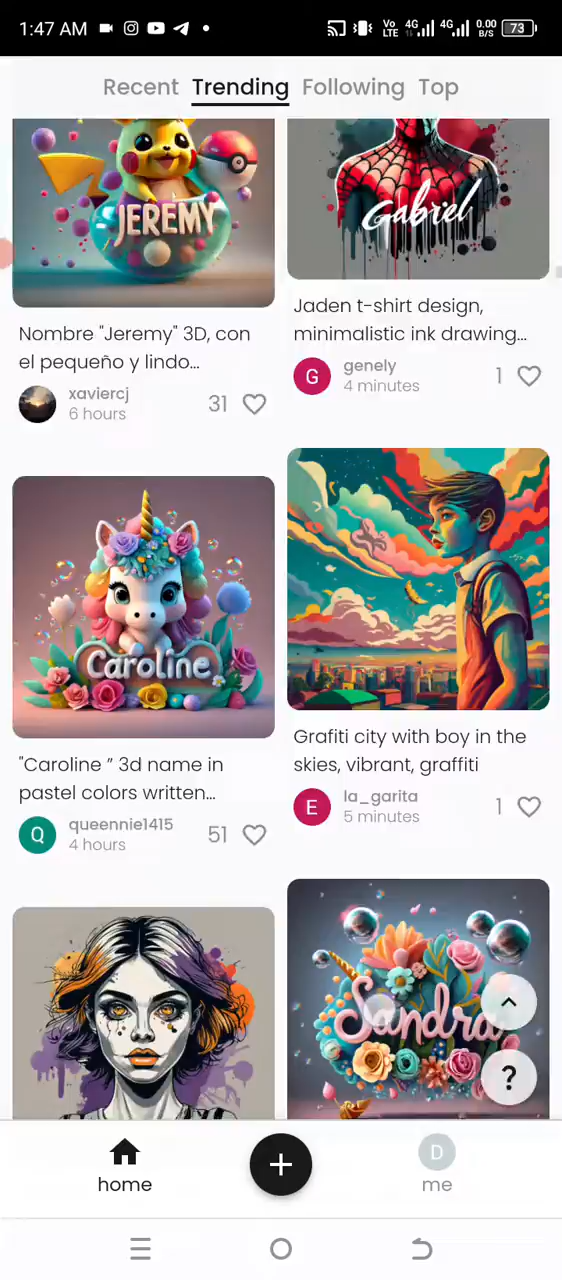 1:47 AM
Vo LTE 4G 4G 0.00 B/S 73
Recent Trending Following Top
JEREMY
Gabriel
Nombre "Jeremy" 3D, con
el pequeño y lindo...
xaviercj
6 hours
31
Jaden t-shirt design,
minimalistic ink drawing...
G
genely
4 minutes
1
Caroline
"Caroline ” 3d name in
pastel colors written...
Q
queennie1415
4 hours
51
Grafiti city with boy in the
skies, vibrant, graffiti
E
la_garita
5 minutes
1
Sandra
?
home
+
D
me